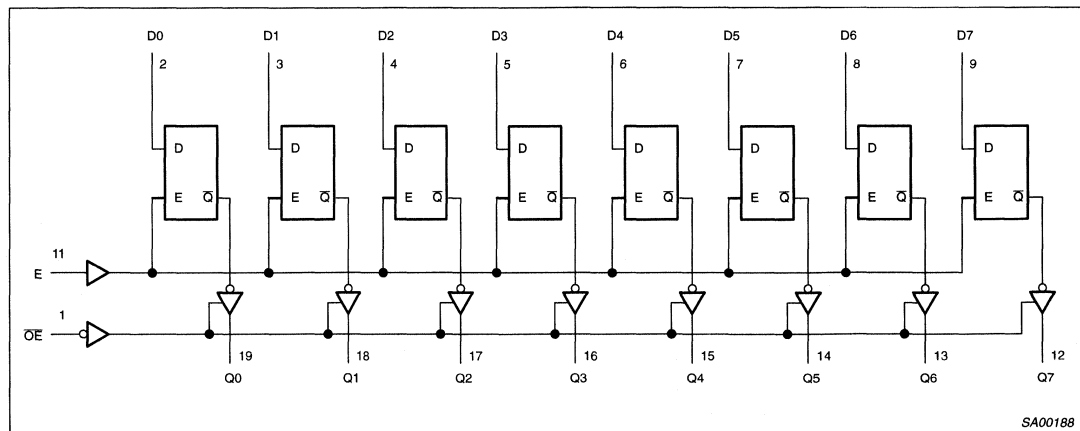 D0 D1 D2 D3 D4 D5 D6 D7
2 3 4 5 6 7 8 9
D D D D D D D D
E Q̅ E Q̅ E Q̅ E Q̅ E Q̅ E Q̅ E Q̅ E Q̅
11
E
1
O̅E̅
19 18 17 16 15 14 13 12
Q0 Q1 Q2 Q3 Q4 Q5 Q6 Q7
SA00188